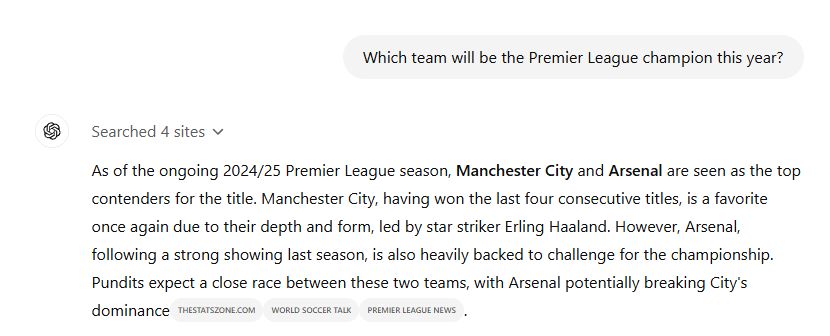 Which team will be the Premier League champion this year?
Searched 4 sites
As of the ongoing 2024/25 Premier League season, Manchester City and Arsenal are seen as the top
contenders for the title. Manchester City, having won the last four consecutive titles, is a favorite
once again due to their depth and form, led by star striker Erling Haaland. However, Arsenal,
following a strong showing last season, is also heavily backed to challenge for the championship.
Pundits expect a close race between these two teams, with Arsenal potentially breaking City's
dominance THESTATSZONE.COM WORLD SOCCER TALK PREMIER LEAGUE NEWS .